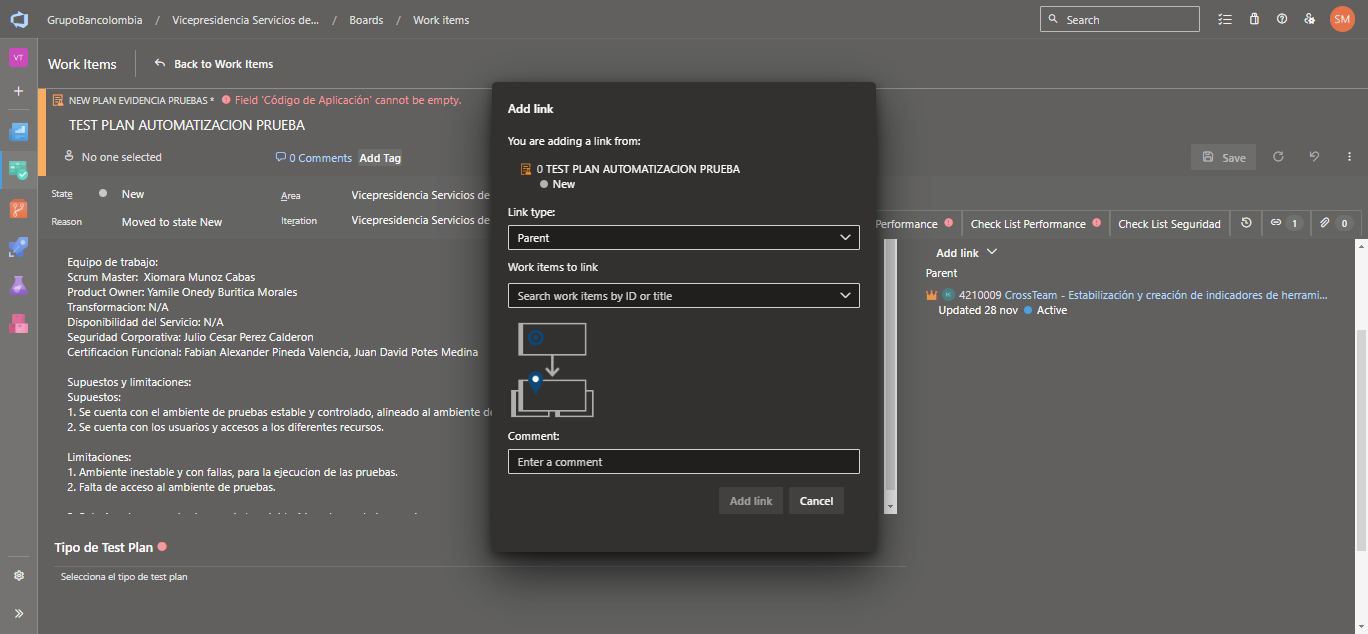 GrupoBancolombia / Vicepresidencia Servicios de... / Boards / Work items
Search
SM
VT
Work Items
Back to Work Items
NEW PLAN EVIDENCIA PRUEBAS * Field 'Código de Aplicación' cannot be empty.
TEST PLAN AUTOMATIZACION PRUEBA
No one selected
0 Comments
Add Tag
Save
State
New
Area
Vicepresidencia Servicios de
Reason
Moved to state New
Iteration
Vicepresidencia Servicios de
Performance
Check List Performance
Check List Seguridad
1
0
Equipo de trabajo:
Scrum Master: Xiomara Munoz Cabas
Product Owner: Yamile Onedy Buritica Morales
Transformacion: N/A
Disponibilidad del Servicio: N/A
Seguridad Corporativa: Julio Cesar Perez Calderon
Certificacion Funcional: Fabian Alexander Pineda Valencia, Juan David Potes Medina
Supuestos y limitaciones:
Supuestos:
1. Se cuenta con el ambiente de pruebas estable y controlado, alineado al ambiente de
2. Se cuenta con los usuarios y accesos a los diferentes recursos.
Limitaciones:
1. Ambiente inestable y con fallas, para la ejecucion de las pruebas.
2. Falta de acceso al ambiente de pruebas.
Tipo de Test Plan
Selecciona el tipo de test plan
Add link
You are adding a link from:
0 TEST PLAN AUTOMATIZACION PRUEBA
New
Link type:
Parent
Work items to link
Search work items by ID or title
Comment:
Enter a comment
Add link
Cancel
Add link
Parent
4210009 CrossTeam - Estabilización y creación de indicadores de herrami...
Updated 28 nov Active